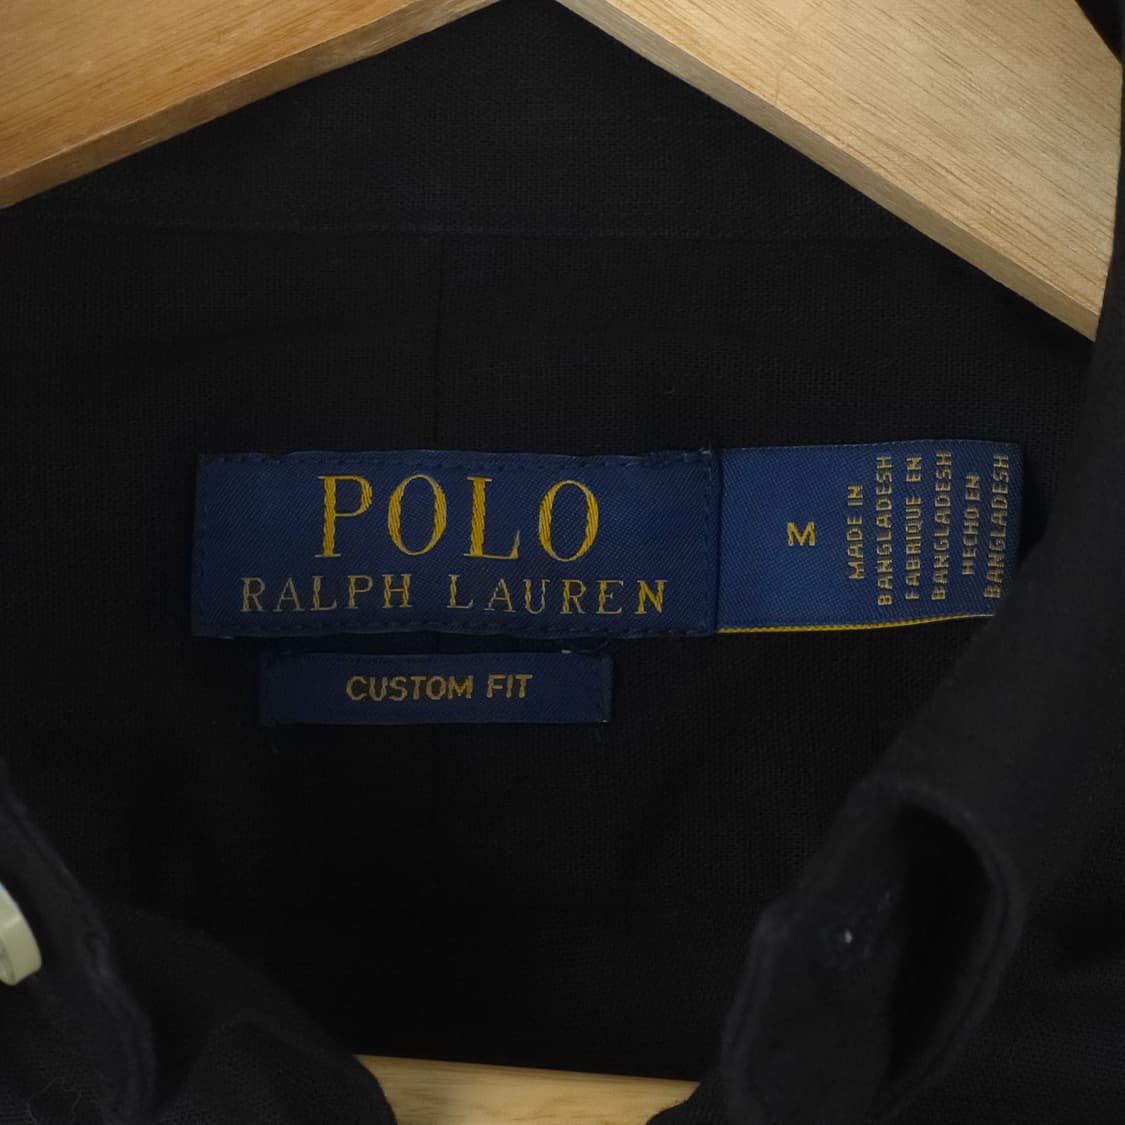 POLO
RALPH LAUREN
CUSTOM FIT
M
MADE IN
BANGLADESH
FABRIQUE EN
BANGLADESH
HECHO EN
BANGLADESH